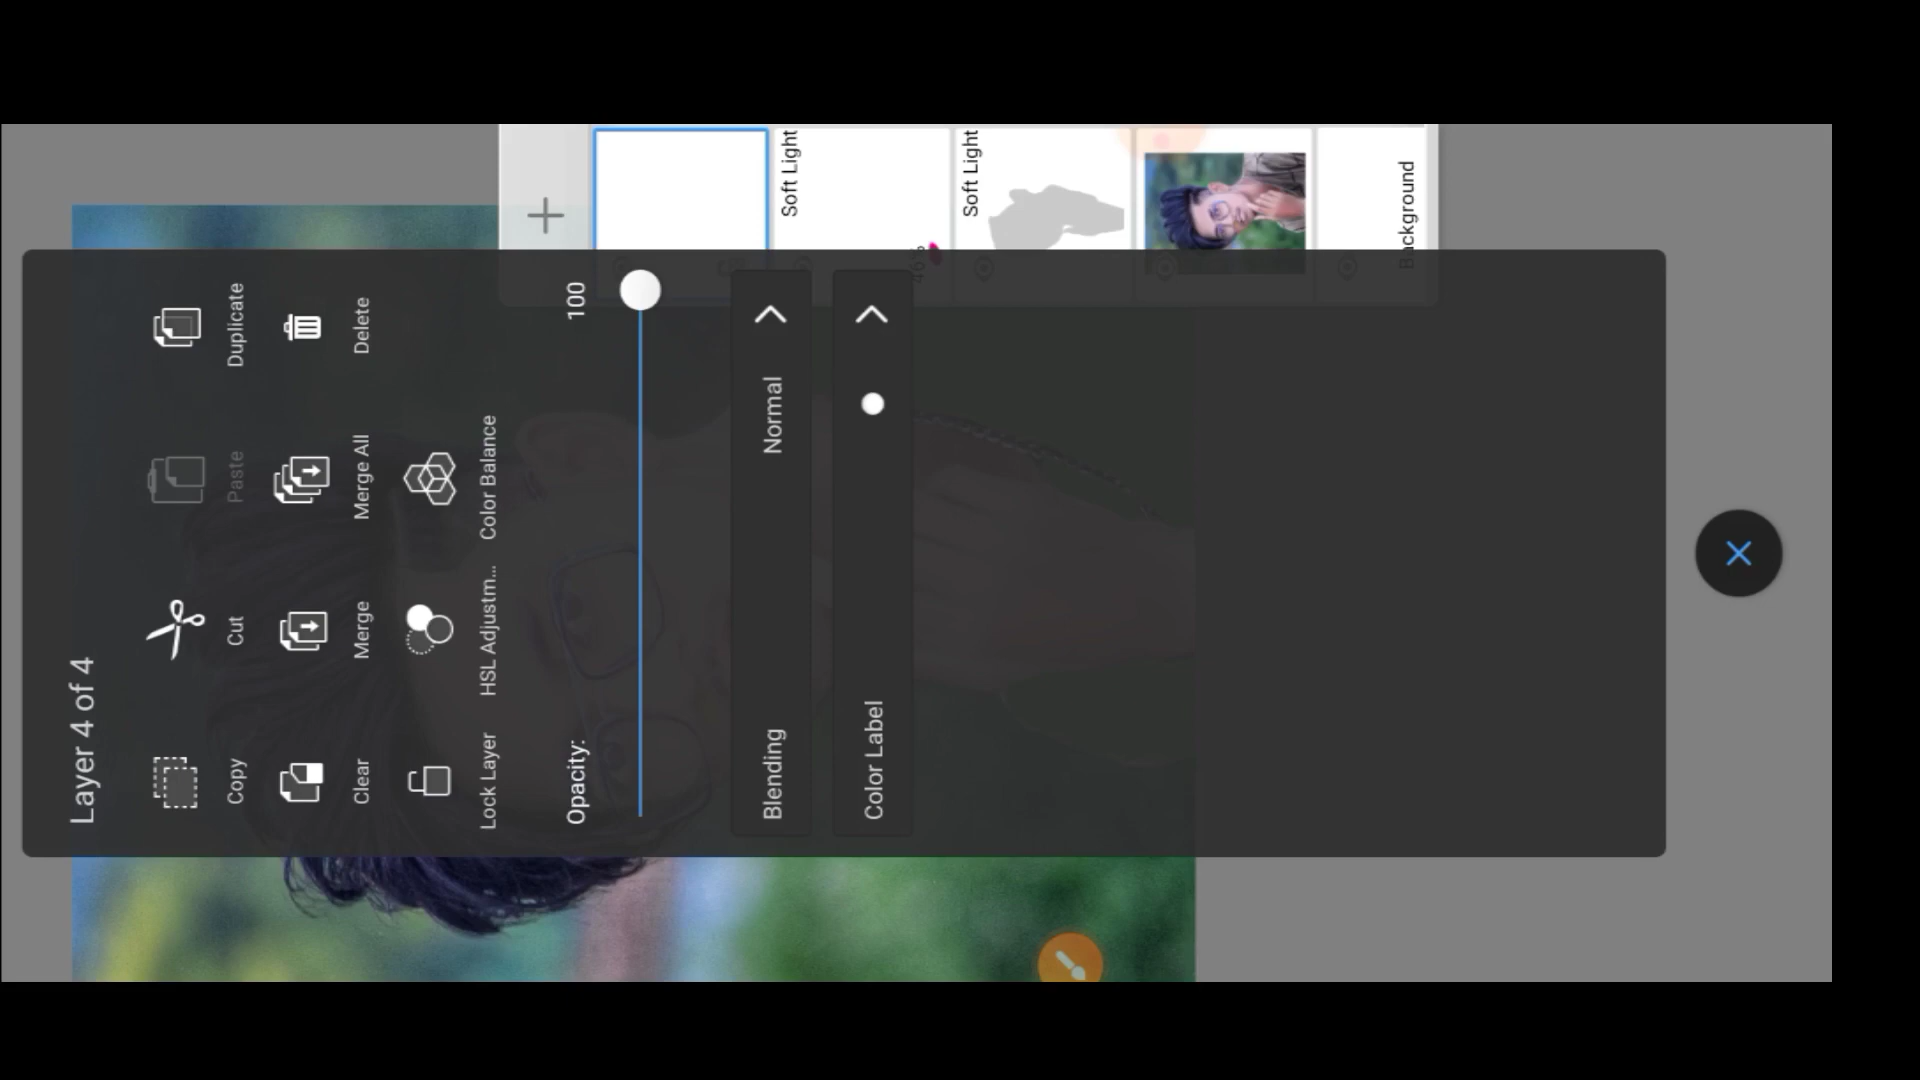 Layer 4 of 4
Copy
Cut
Paste
Duplicate
Clear
Merge
Merge All
Delete
Lock Layer
HSL Adjustm...
Color Balance
Opacity:
100
Blending
Normal
Color Label
Soft Light
Soft Light
Background